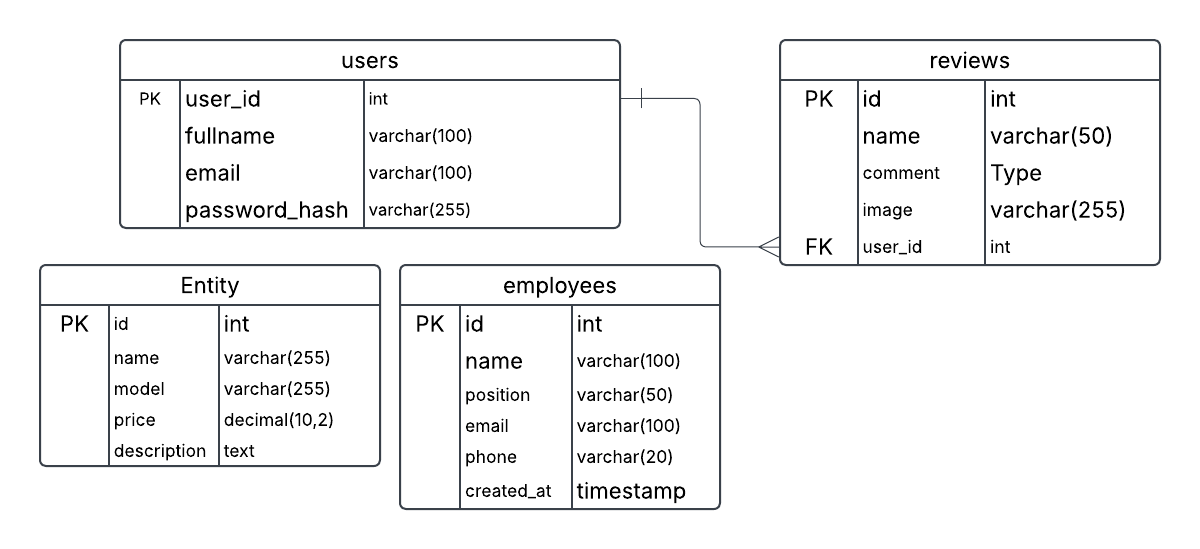 users
PK user_id int
fullname varchar(100)
email varchar(100)
password_hash varchar(255)
reviews
PK id int
name varchar(50)
comment Type
image varchar(255)
FK user_id int
Entity
PK id int
name varchar(255)
model varchar(255)
price decimal(10,2)
description text
employees
PK id int
name varchar(100)
position varchar(50)
email varchar(100)
phone varchar(20)
created_at timestamp